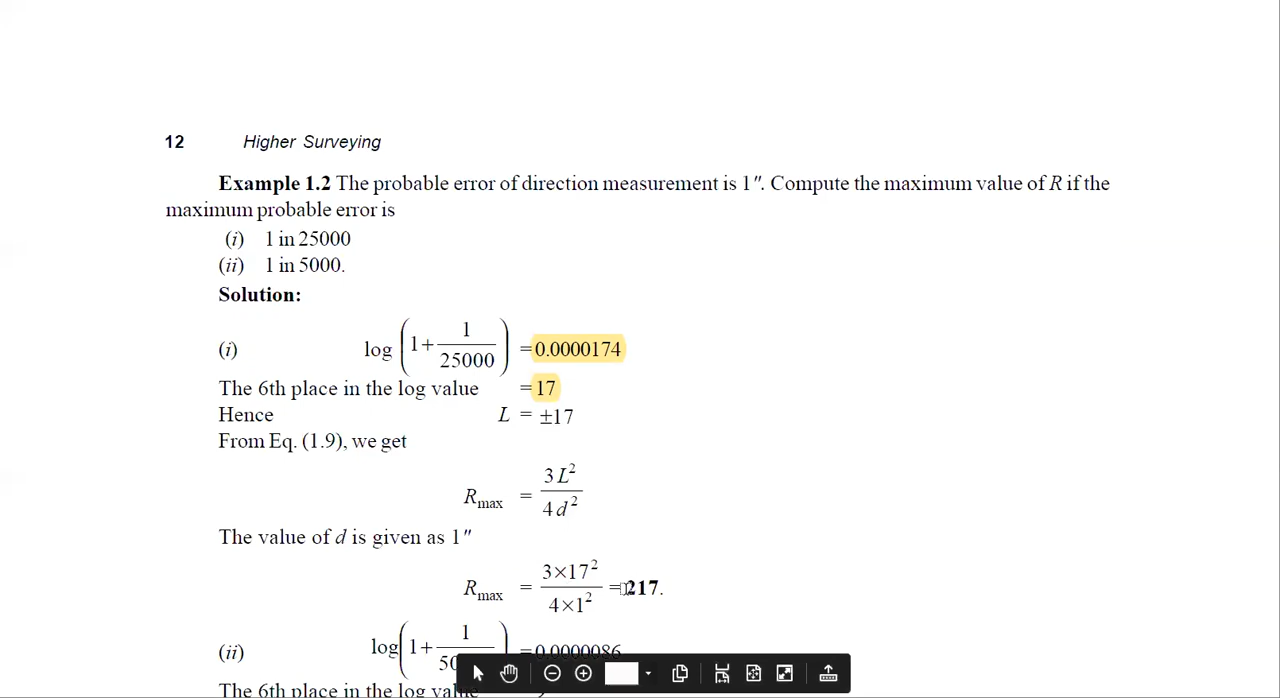 12 Higher Surveying
Example 1.2 The probable error of direction measurement is 1″. Compute the maximum value of R if the
maximum probable error is
(i) 1 in 25000
(ii) 1 in 5000.
Solution:
(i) log (1+ 1/25000) = 0.0000174
The 6th place in the log value = 17
Hence L = ±17
From Eq. (1.9), we get
Rmax = 3L²/4d²
The value of d is given as 1″
Rmax = 3×17²/4×1² = 217.
(ii) log(1+ 1/50 = 0.0000086
The 6th place in the log